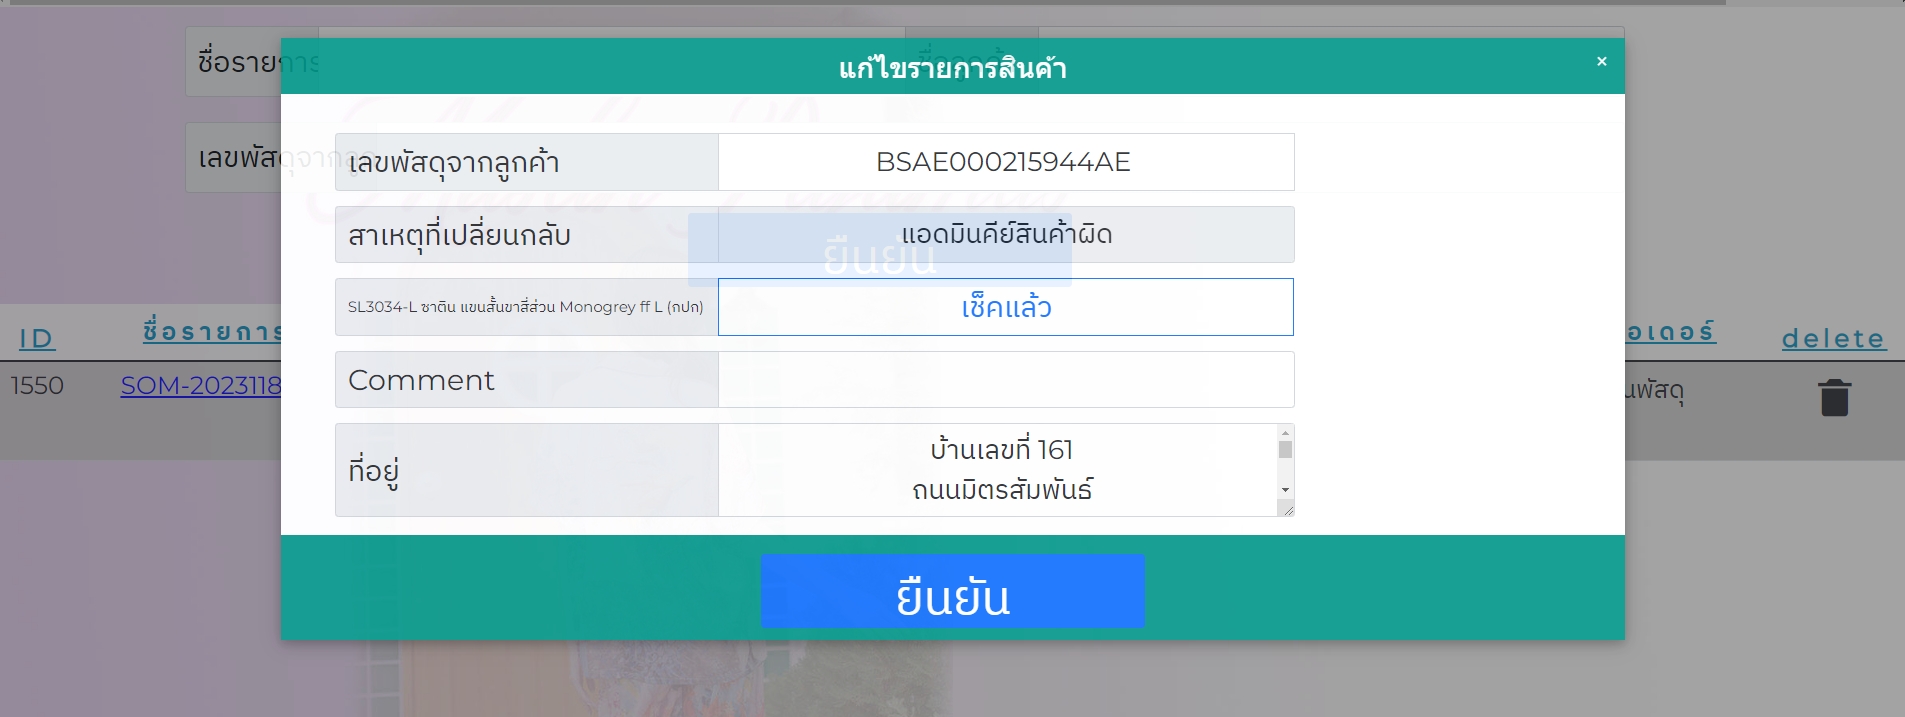 ชื่อรายการ
แก้ไขรายการสินค้า
×
เลขพัสดุจากลูก
เลขพัสดุจากลูกค้า
BSAE000215944AE
สาเหตุที่เปลี่ยนกลับ
แอดมินคีย์สินค้าผิด
ยืนยัน
SL3034-L ซาติน แขนสั้นขาสี่ส่วน Monogrey ff L (กปก)
เช็คแล้ว
ID
ชื่อรายการ
อเดอร์
delete
1550
SOM-2023118
นพัสดุ
Comment
ที่อยู่
บ้านเลขที่ 161
ถนนมิตรสัมพันธ์
ยืนยัน